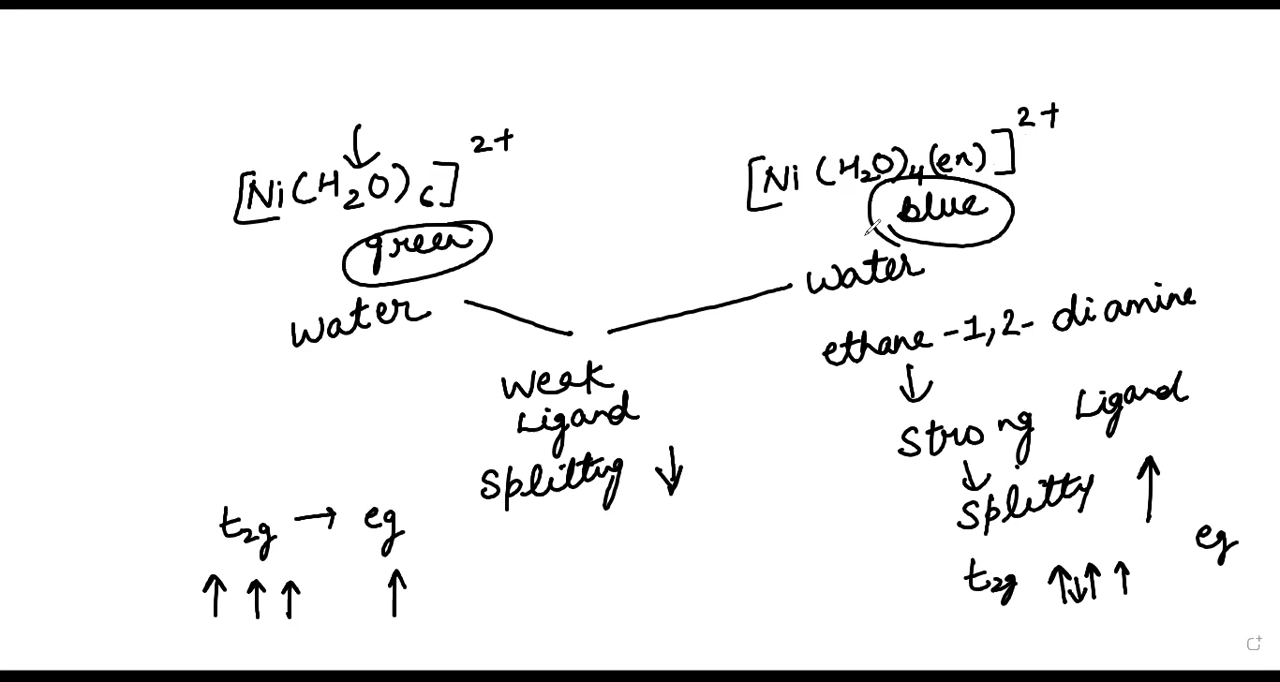 [Ni(H₂O)₆]²⁺
green
water
[Ni(H₂O)₄(en)]²⁺
blue
water
ethane-1,2-diamine
↓
Strong Ligand
↓
Splitty ↑
Weak
Ligand
Splitting ↓
t₂g → eg
↑ ↑ ↑ ↑
eg
t₂g ↑↓↑ ↑